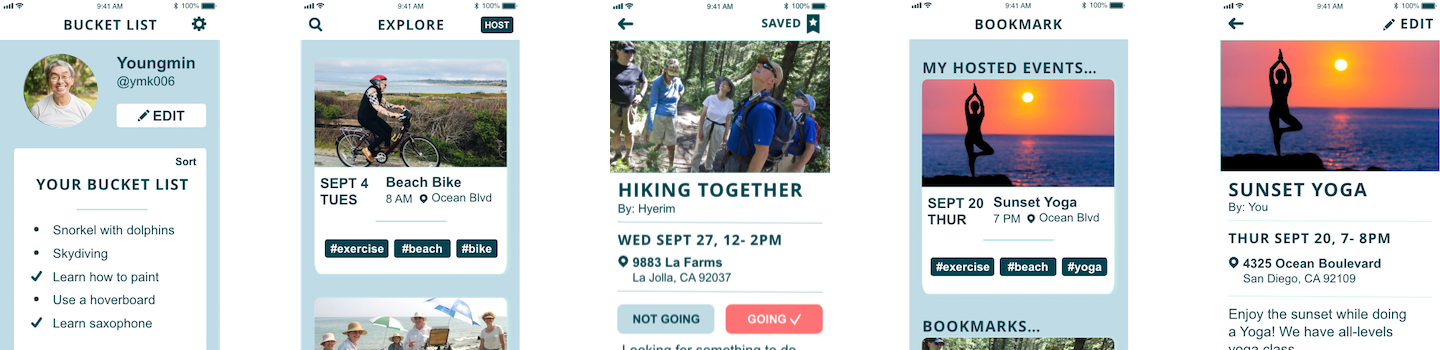 9:41 AM
100%
BUCKET LIST
Youngmin
@ymk006
EDIT
Sort
YOUR BUCKET LIST
Snorkel with dolphins
Skydiving
Learn how to paint
Use a hoverboard
Learn saxophone
9:41 AM
100%
EXPLORE
HOST
SEPT 4
TUES
Beach Bike
8 AM Ocean Blvd
#exercise #beach #bike
9:41 AM
100%
SAVED
HIKING TOGETHER
By: Hyerim
WED SEPT 27, 12- 2PM
9883 La Farms
La Jolla, CA 92037
NOT GOING
GOING
Looking for something to do
9:41 AM
100%
BOOKMARK
MY HOSTED EVENTS...
SEPT 20
THUR
Sunset Yoga
7 PM Ocean Blvd
#exercise #beach #yoga
BOOKMARKS...
9:41 AM
100%
EDIT
SUNSET YOGA
By: You
THUR SEPT 20, 7- 8PM
4325 Ocean Boulevard
San Diego, CA 92109
Enjoy the sunset while doing
a Yoga! We have all-levels
yoga class